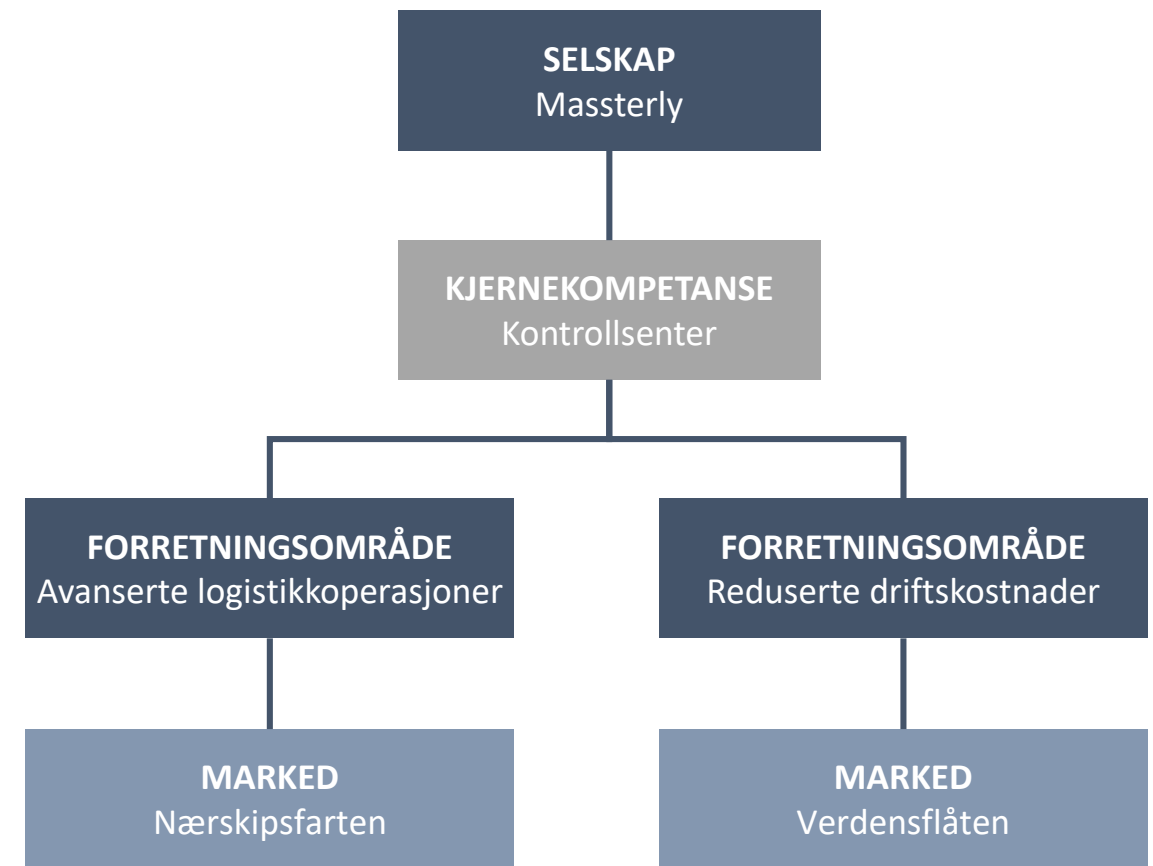 SELSKAP
Massterly
KJERNEKOMPETANSE
Kontrollsenter
FORRETNINGSOMRÅDE
Avanserte logistikkoperasjoner
FORRETNINGSOMRÅDE
Reduserte driftskostnader
MARKED
Nærskipsfarten
MARKED
Verdensflåten